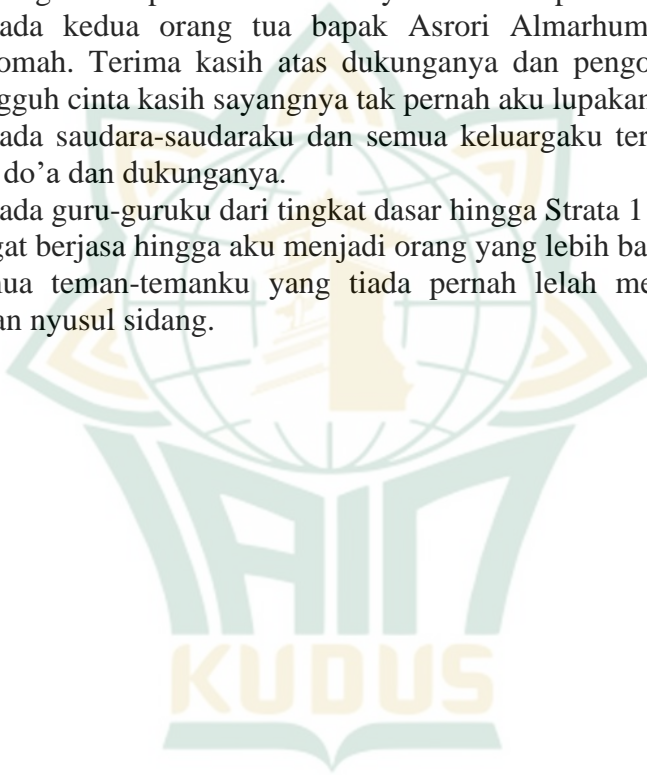 ada kedua orang tua bapak Asrori Almarhum
omah. Terima kasih atas dukunganya dan pengo
gguh cinta kasih sayangnya tak pernah aku lupakan
ada saudara-saudaraku dan semua keluargaku ter
do’a dan dukunganya.
ada guru-guruku dari tingkat dasar hingga Strata 1
gat berjasa hingga aku menjadi orang yang lebih ba
nua teman-temanku yang tiada pernah lelah me
an nyusul sidang.
IAIN
KUDUS